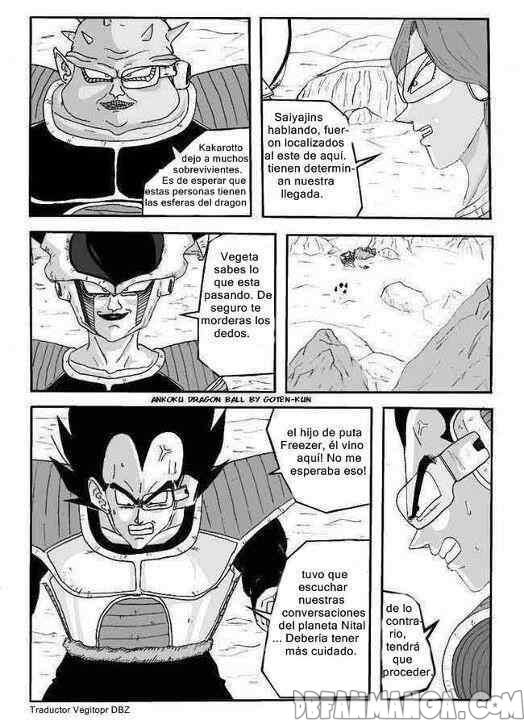 Kakarotto
dejo a muchos
sobrevivientes.
Es de esperar que
estas personas tienen
las esferas del dragon
Saiyajins
hablando, fuer-
on localizados
al este de aqui.
tienen determin-
an nuestra
llegada.
Vegeta
sabes lo
que esta
pasando. De
seguro te
morderas los
dedos.
ANKOKU DRAGON BALL BY GOTEN-KUN
el hijo de puta
Freezer, él vino
aquì! No me
esperaba eso!
tuvo que
escuchar
nuestras
conversaciones
del planeta Nital
... Debería tener
más cuidado.
de lo
contra-
rio,
tendrá
que
proceder.
Traductor Vegitopr DBZ
DBFANMANGA.COM